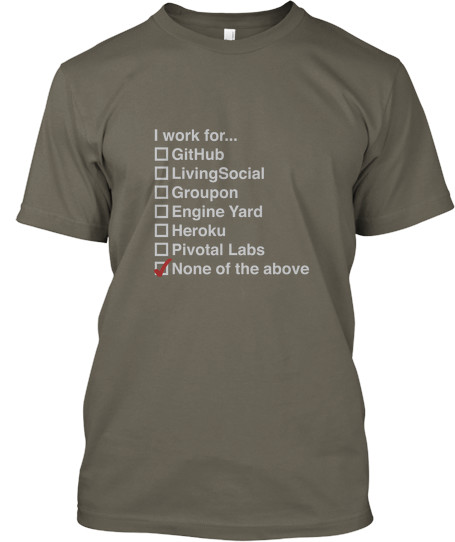 I work for...
GitHub
LivingSocial
Groupon
Engine Yard
Heroku
Pivotal Labs
None of the above